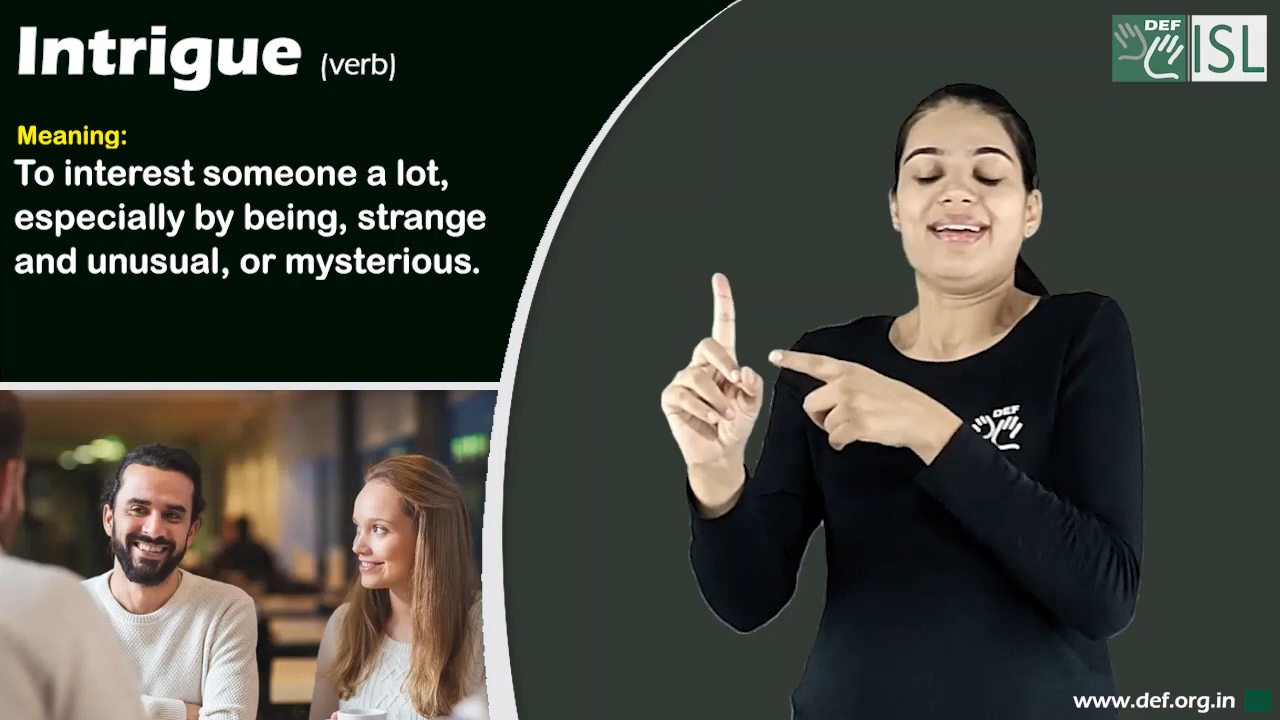 Intrigue (verb)
Meaning:
To interest someone a lot,
especially by being, strange
and unusual, or mysterious.
DEF
ISL
DEF
www.def.org.in